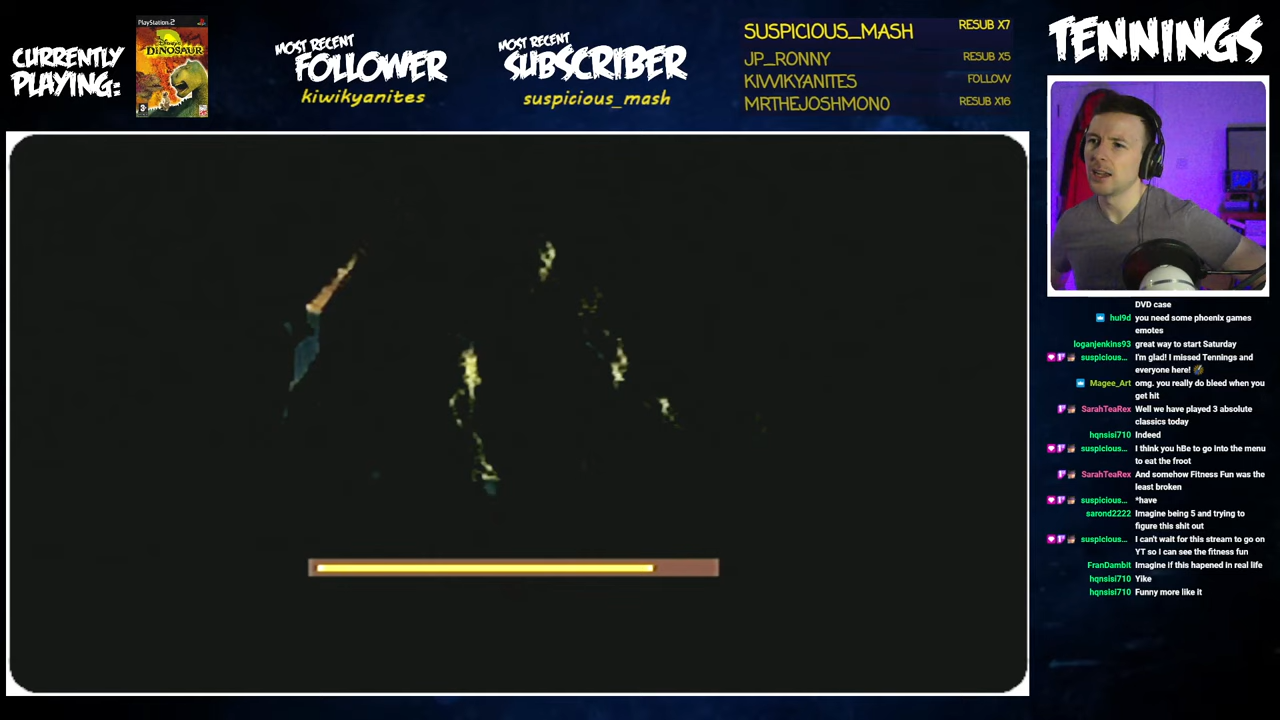 CURRENTLY
PLAYING:
PlayStation 2
Disney's
DINOSAUR
3+
MOST RECENT
FOLLOWER
kiwikyanites
MOST RECENT
SUBSCRIBER
suspicious_mash
SUSPICIOUS_MASH RESUB X7
JP_RONNY RESUB X5
KIWIKYANITES FOLLOW
MRTHEJOSHMON0 RESUB X16
TENNINGS
DVD case
hui9d you need some phoenix games
emotes
loganjenkins93 great way to start Saturday
suspicious... I'm glad! I missed Tennings and
everyone here!
Magee_Art omg. you really do bleed when you
get hit
SarahTeaRex Well we have played 3 absolute
classics today
hqnsisi710 Indeed
suspicious... I think you hBe to go into the menu
to eat the froot
SarahTeaRex And somehow Fitness Fun was the
least broken
suspicious... *have
sarond2222 Imagine being 5 and trying to
figure this shit out
suspicious... I can't wait for this stream to go on
YT so I can see the fitness fun
FranDambit Imagine if this hapened in real life
hqnsisi710 Yike
hqnsisi710 Funny more like it